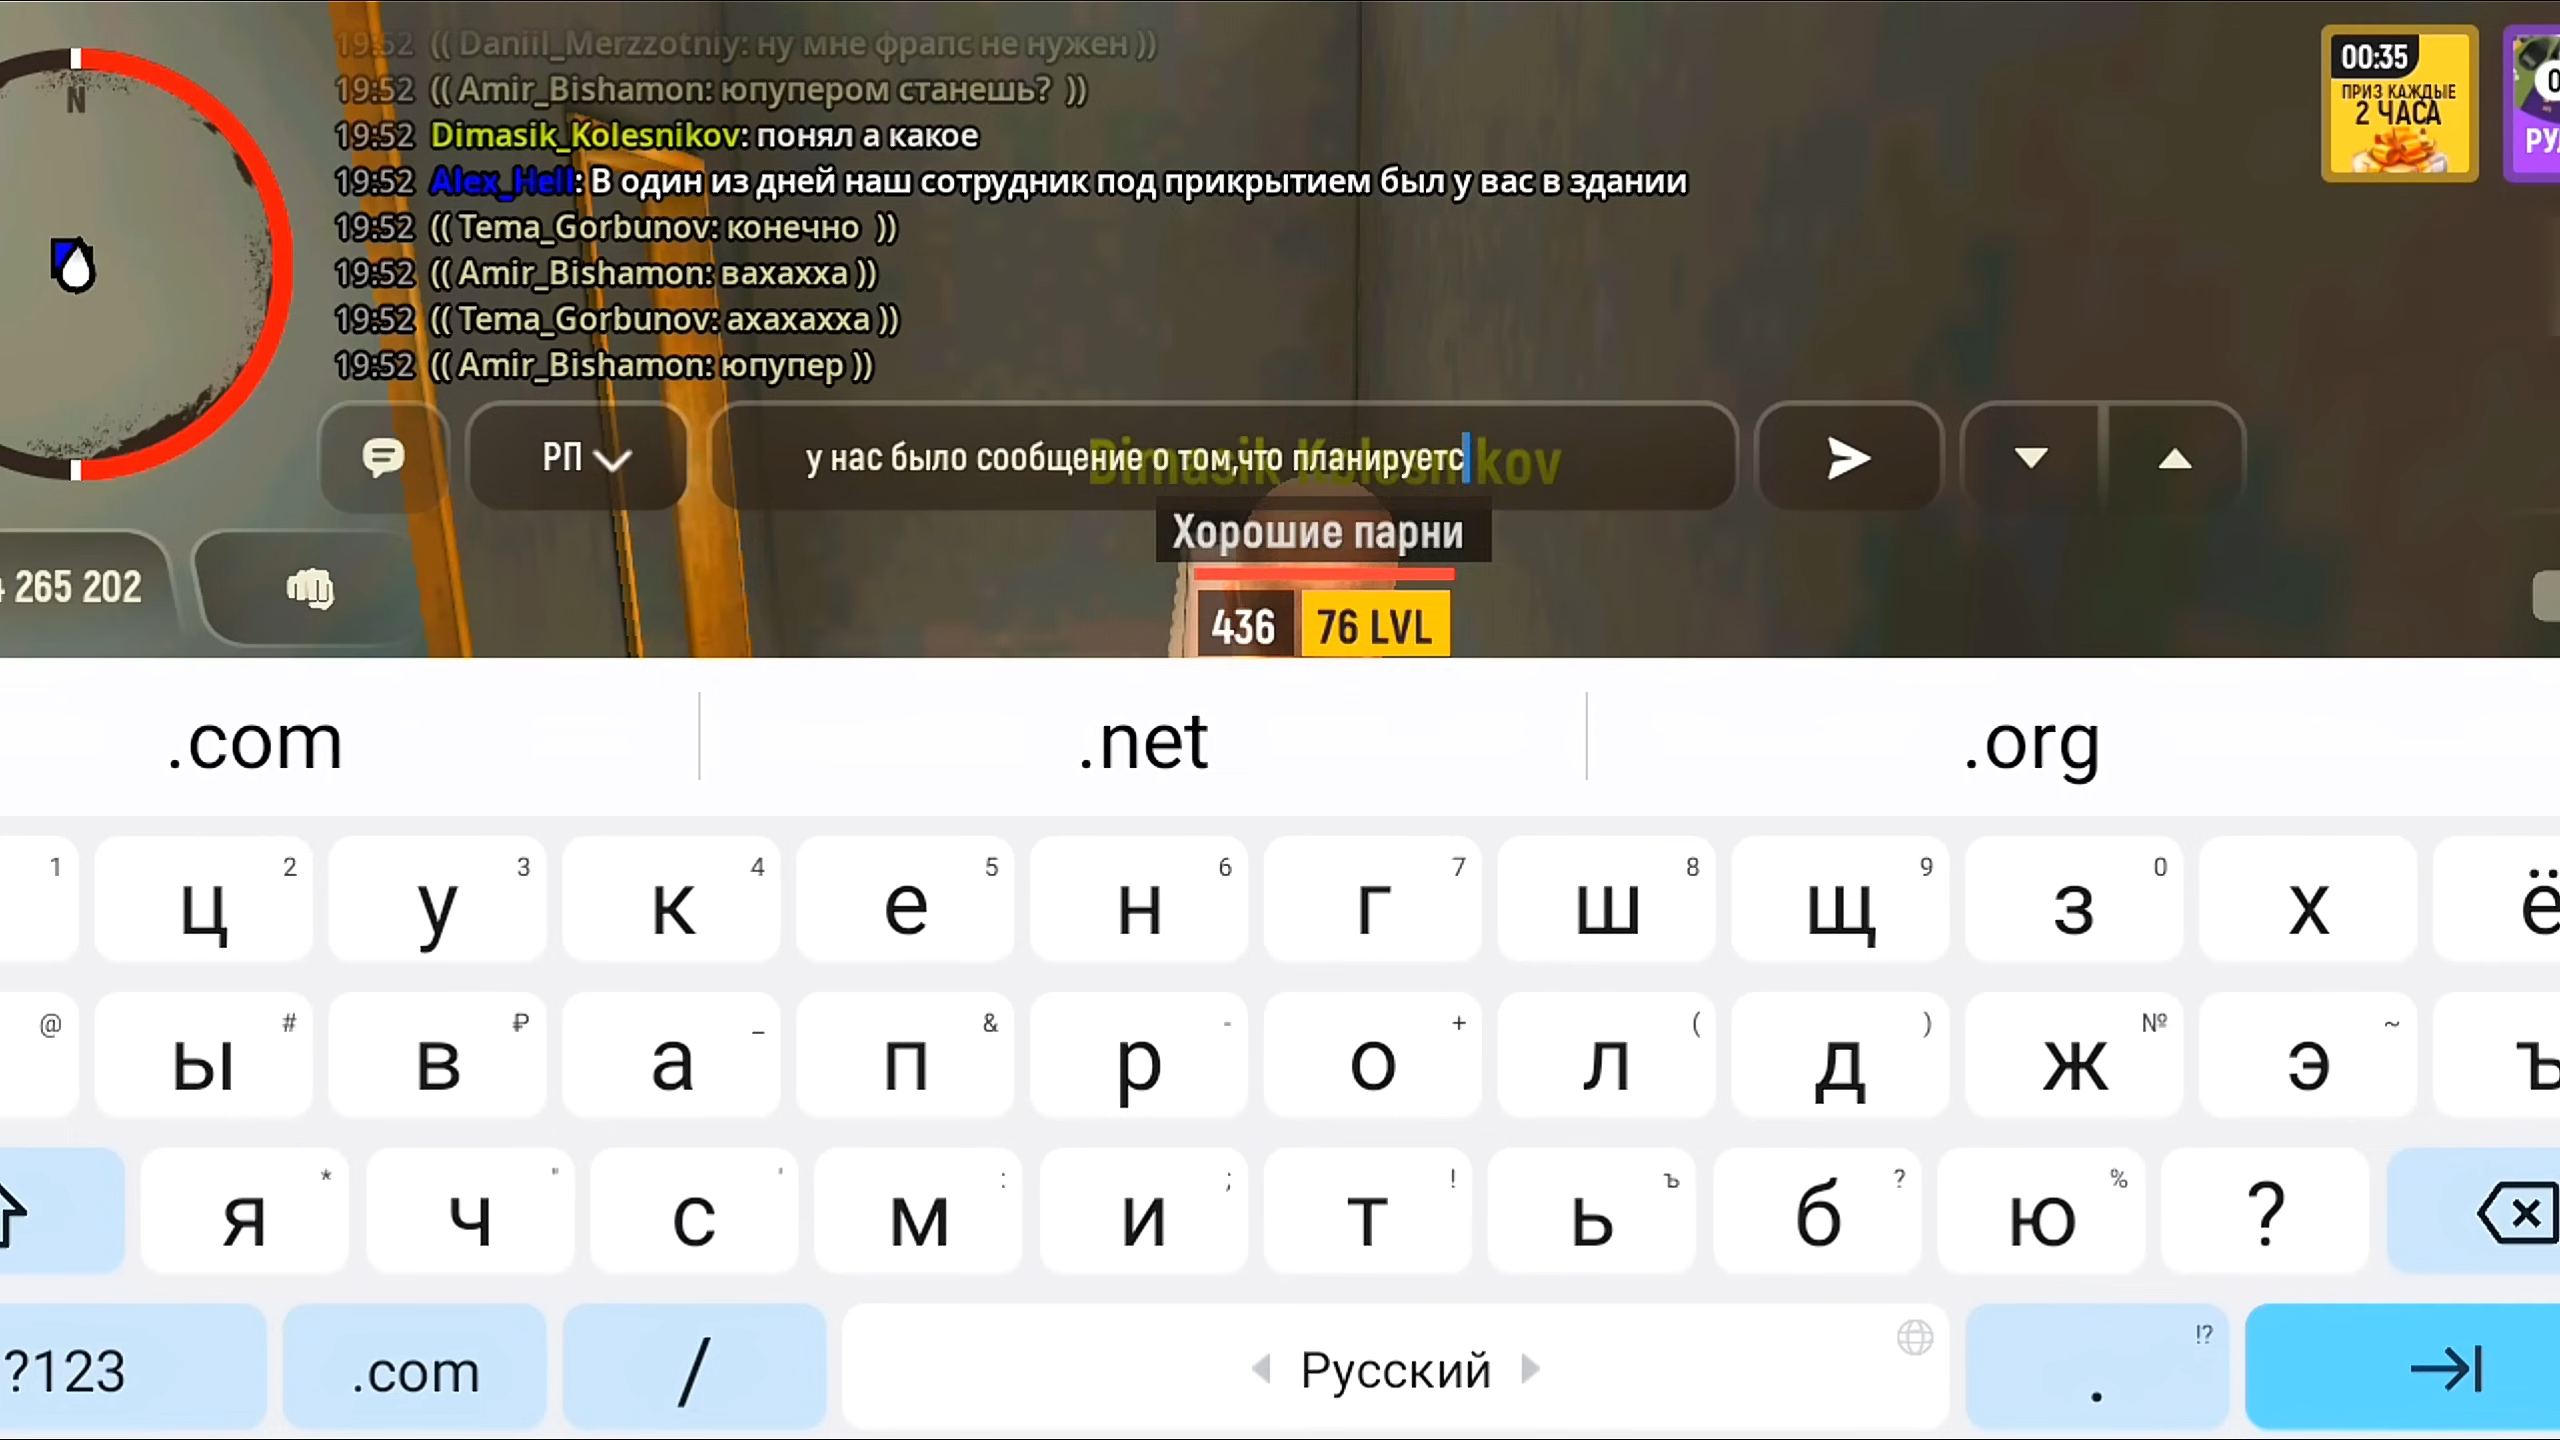 19:52 (( Daniil_Merzzotniy: ну мне фрапс не нужен ))
19:52 (( Amir_Bishamon: юпупером станешь? ))
19:52 Dimasik_Kolesnikov: понял а какое
19:52 Alex_Hell: В один из дней наш сотрудник под прикрытием был у вас в здании
19:52 (( Tema_Gorbunov: конечно ))
19:52 (( Amir_Bishamon: вахахха ))
19:52 (( Tema_Gorbunov: ахахахха ))
19:52 (( Amir_Bishamon: юпупер ))
N
00:35
ПРИЗ КАЖДЫЕ
2 ЧАСА
РП
у нас было сообщение о том,что планируетс
Dimasik Kolesnikov
Хорошие парни
436 76 LVL
265 202
.com .net .org
1 ц 2 у 3 к 4 е 5 н 6 г 7 ш 8 щ 9 з 0 х ё
@ ы # в ₽ а _ п & р - о + л ( д ) ж № э ~ ъ
я * ч " с ' м : и ; т ! ь ъ б ? ю % ?
?123 .com / Русский . !?